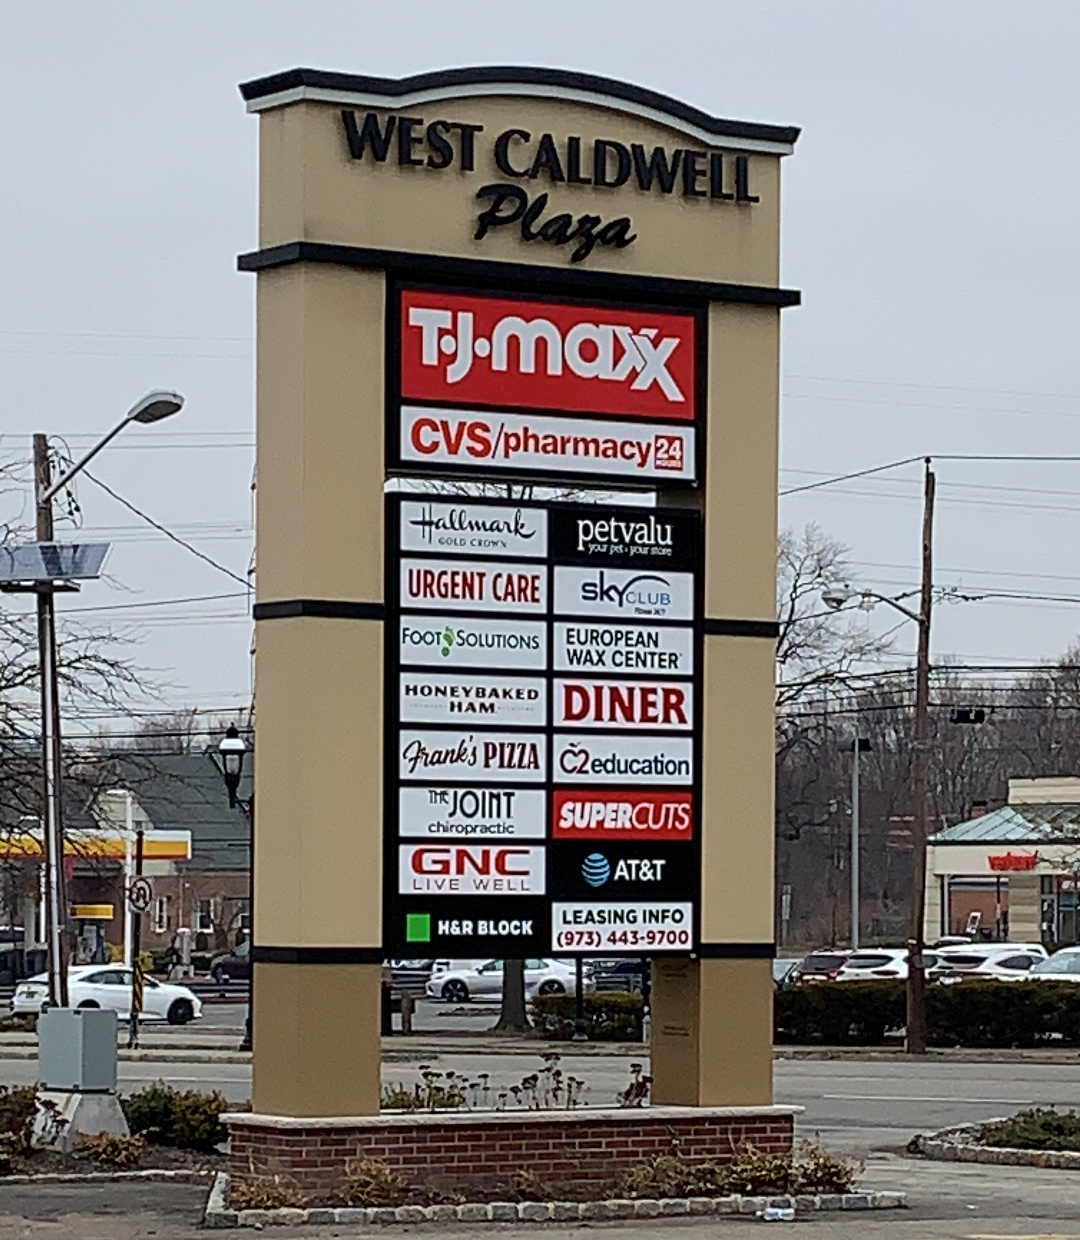 WEST CALDWELL
Plaza
T·J·maxx
CVS/pharmacy 24
HOURS
Hallmark
GOLD CROWN
petvalu
your pet • your store
URGENT CARE
skyCLUB
FOOT SOLUTIONS
EUROPEAN
WAX CENTER
HONEYBAKED
HAM
DINER
Frank's PIZZA
C2education
THE JOINT
chiropractic
SUPERCUTS
GNC
LIVE WELL
AT&T
H&R BLOCK
LEASING INFO
(973) 443-9700